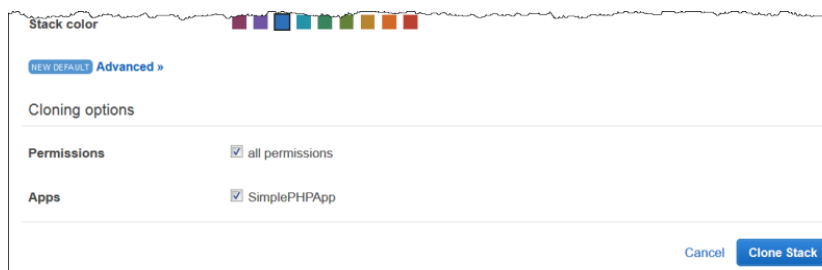 Stack color
NEW DEFAULT Advanced »
Cloning options
Permissions all permissions
Apps SimplePHPApp
Cancel Clone Stack